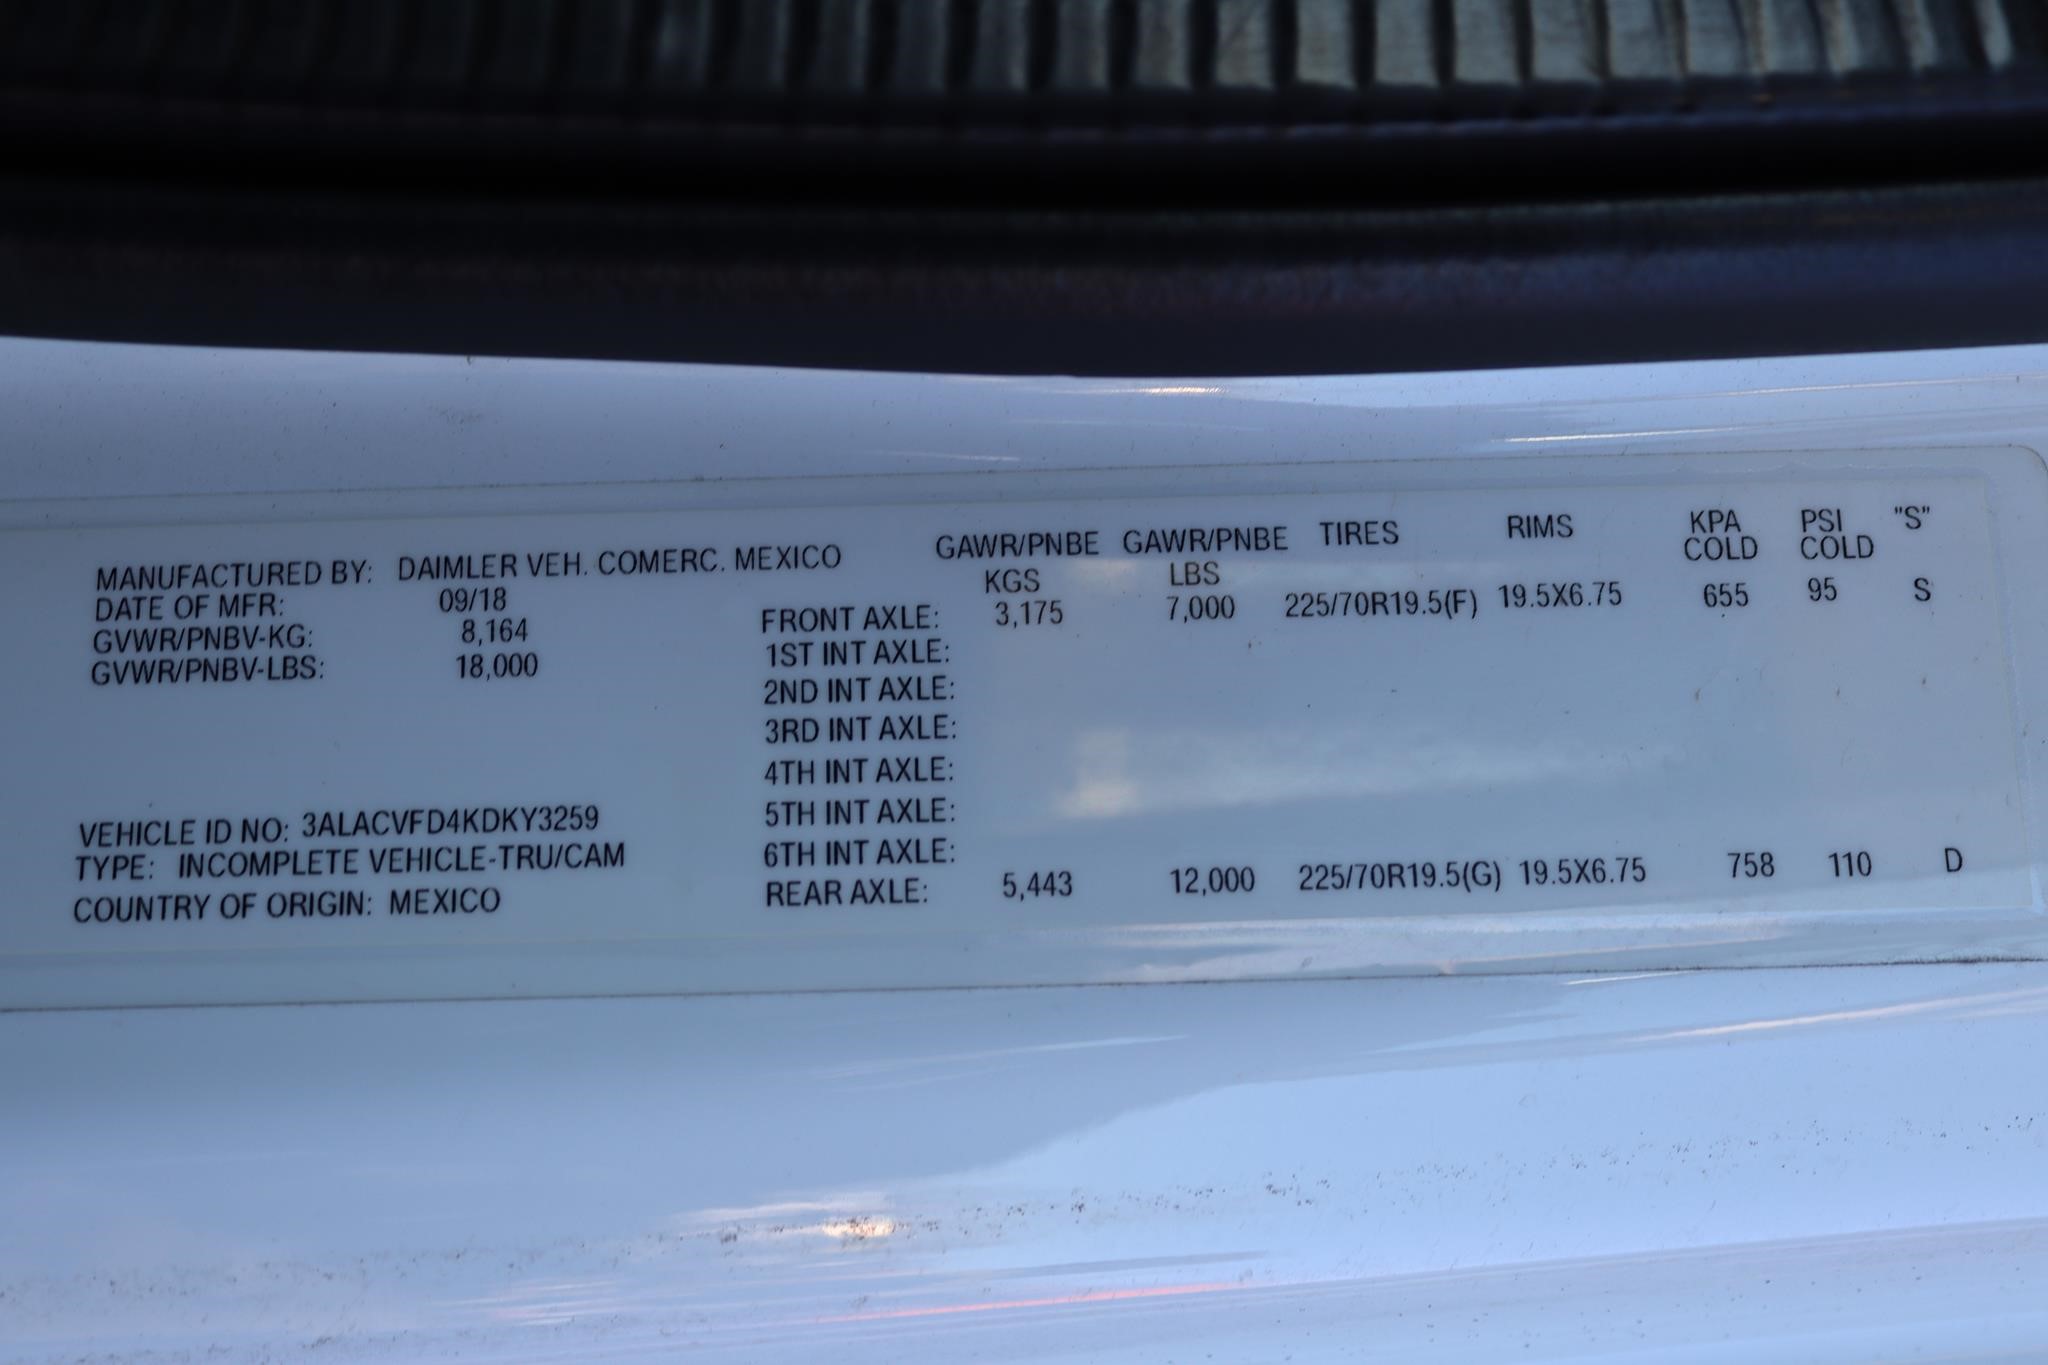 MANUFACTURED BY: DAIMLER VEH. COMERC. MEXICO
DATE OF MFR: 09/18
GVWR/PNBV-KG: 8,164
GVWR/PNBV-LBS: 18,000
VEHICLE ID NO: 3ALACVFD4KDKY3259
TYPE: INCOMPLETE VEHICLE-TRU/CAM
COUNTRY OF ORIGIN: MEXICO
GAWR/PNBE GAWR/PNBE TIRES RIMS KPA PSI "S"
KGS LBS COLD COLD
FRONT AXLE: 3,175 7,000 225/70R19.5(F) 19.5X6.75 655 95 S
1ST INT AXLE:
2ND INT AXLE:
3RD INT AXLE:
4TH INT AXLE:
5TH INT AXLE:
6TH INT AXLE:
REAR AXLE: 5,443 12,000 225/70R19.5(G) 19.5X6.75 758 110 D